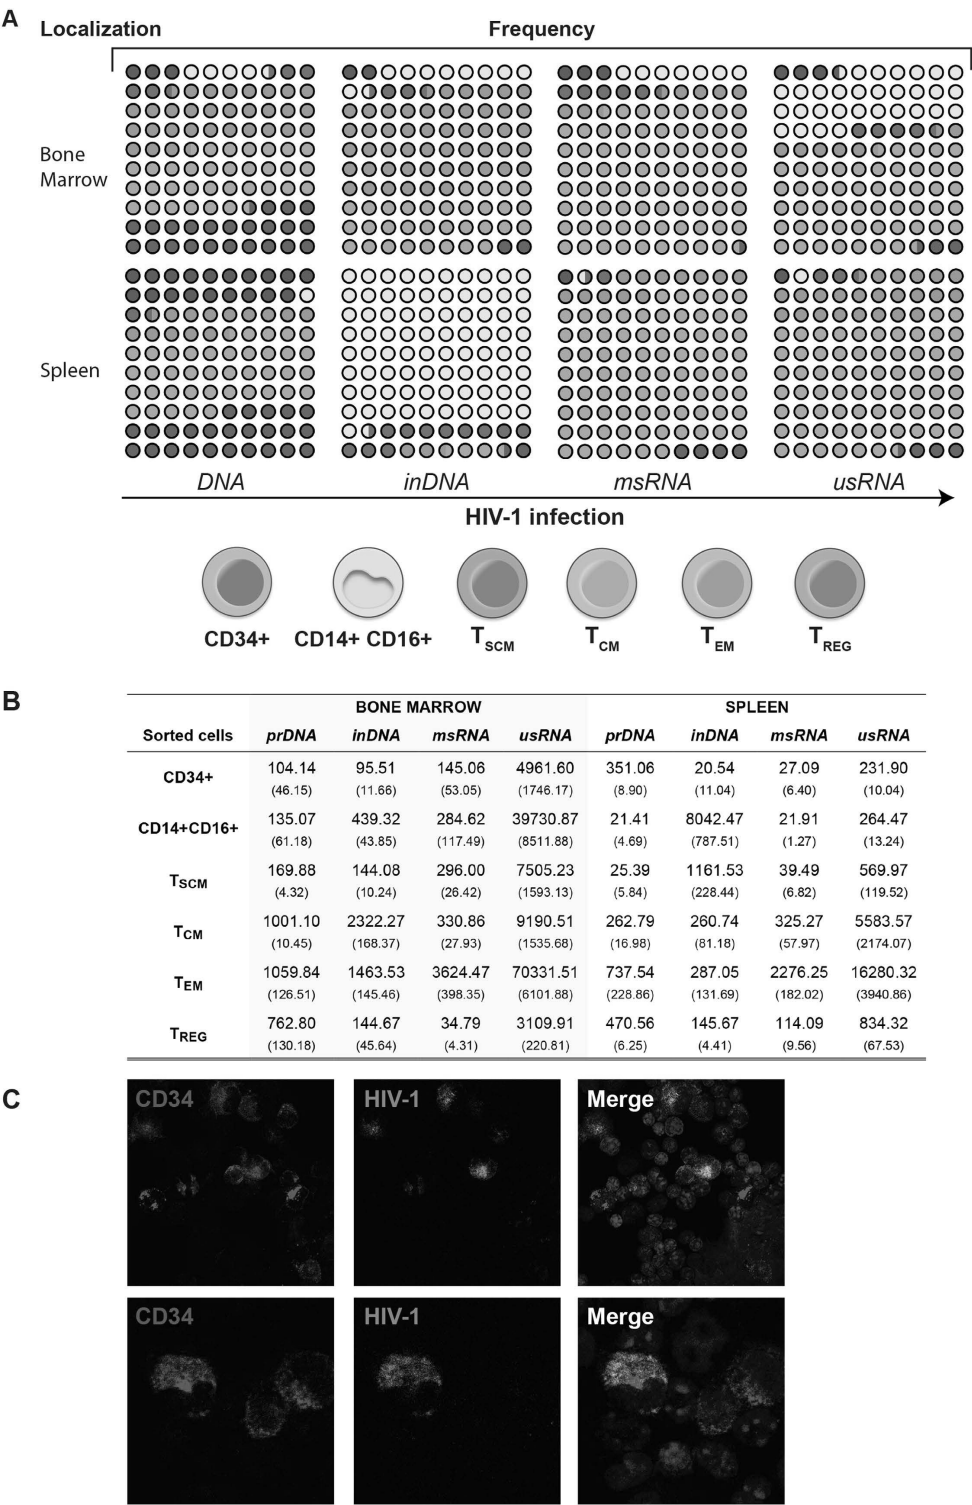 A
Localization Frequency
Bone
Marrow
Spleen
DNA inDNA msRNA usRNA
HIV-1 infection
CD34+ CD14+ CD16+ TSCM TCM TEM TREG
B
BONE MARROW SPLEEN
Sorted cells prDNA inDNA msRNA usRNA prDNA inDNA msRNA usRNA
CD34+ 104.14 95.51 145.06 4961.60 351.06 20.54 27.09 231.90
(46.15) (11.66) (53.05) (1746.17) (8.90) (11.04) (6.40) (10.04)
CD14+CD16+ 135.07 439.32 284.62 39730.87 21.41 8042.47 21.91 264.47
(61.18) (43.85) (117.49) (8511.88) (4.69) (787.51) (1.27) (13.24)
TSCM 169.88 144.08 296.00 7505.23 25.39 1161.53 39.49 569.97
(4.32) (10.24) (26.42) (1593.13) (5.84) (228.44) (6.82) (119.52)
TCM 1001.10 2322.27 330.86 9190.51 262.79 260.74 325.27 5583.57
(10.45) (168.37) (27.93) (1535.68) (16.98) (81.18) (57.97) (2174.07)
TEM 1059.84 1463.53 3624.47 70331.51 737.54 287.05 2276.25 16280.32
(126.51) (145.46) (398.35) (6101.88) (228.86) (131.69) (182.02) (3940.86)
TREG 762.80 144.67 34.79 3109.91 470.56 145.67 114.09 834.32
(130.18) (45.64) (4.31) (220.81) (6.25) (4.41) (9.56) (67.53)
C
CD34 HIV-1 Merge
CD34 HIV-1 Merge